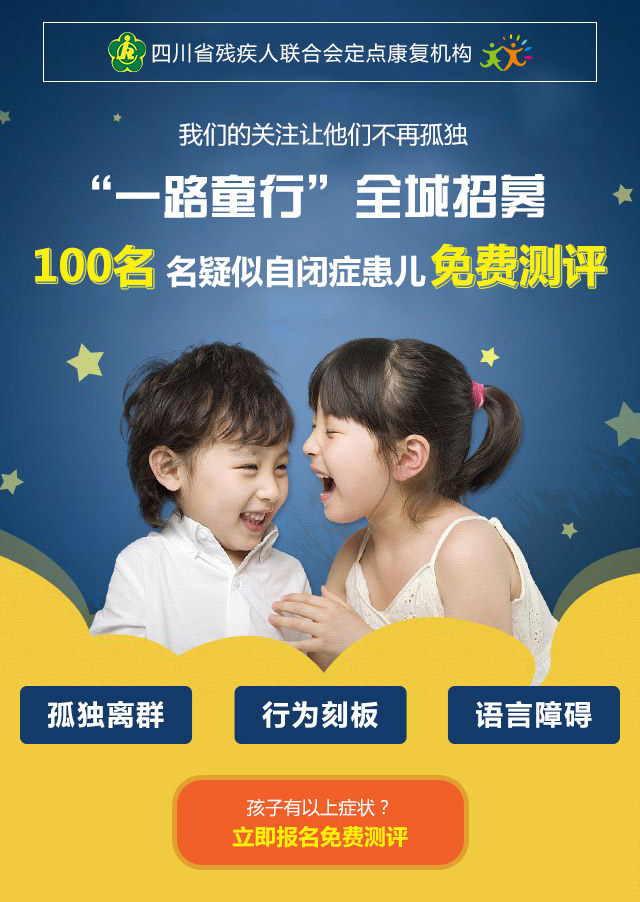 四川省残疾人联合会定点康复机构
我们的关注让他们不再孤独
“一路童行”全城招募
100名 名疑似自闭症患儿 免费测评
孤独离群 行为刻板 语言障碍
孩子有以上症状？
立即报名免费测评